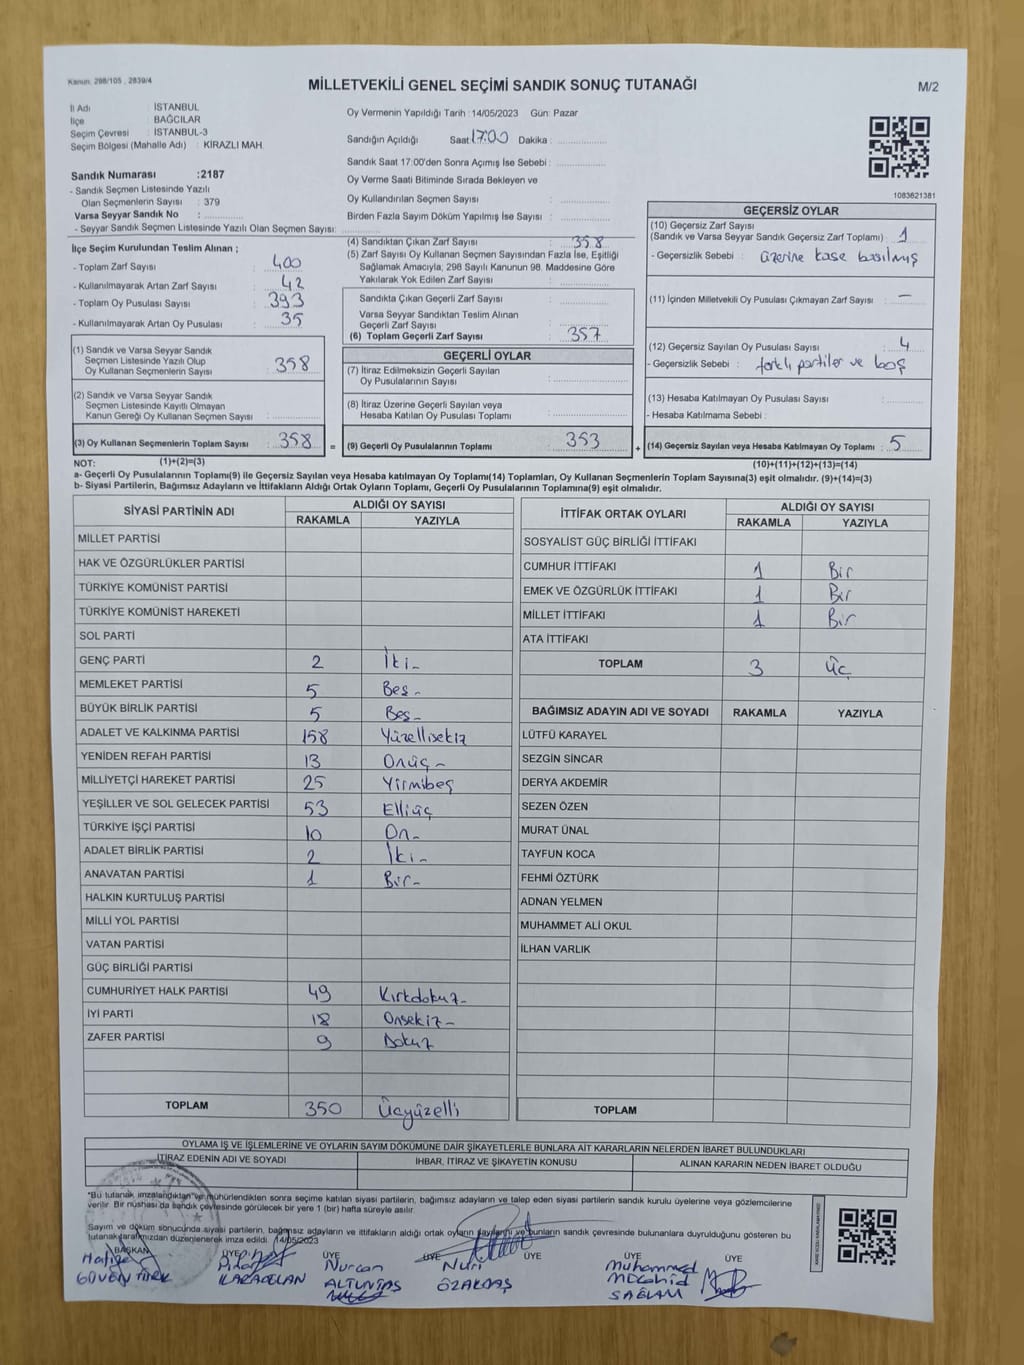 Kanun: 298/105 , 2839/4
MİLLETVEKİLİ GENEL SEÇİMİ SANDIK SONUÇ TUTANAĞI
M/2
İl Adı : İSTANBUL
İlçe : BAĞCILAR
Seçim Çevresi : İSTANBUL-3
Seçim Bölgesi (Mahalle Adı) : KİRAZLI MAH.
Oy Vermenin Yapıldığı Tarih :14/05/2023 Gün: Pazar
Sandığın Açıldığı Saat: 17:00 Dakika :
Sandık Saat 17:00'den Sonra Açılmış İse Sebebi :
Oy Verme Saati Bitiminde Sırada Bekleyen ve
Oy Kullandırılan Seçmen Sayısı :
Birden Fazla Sayım Döküm Yapılmış İse Sayısı :
1083621381
Sandık Numarası :2187
- Sandık Seçmen Listesinde Yazılı
Olan Seçmenlerin Sayısı : 379
Varsa Seyyar Sandık No :
- Seyyar Sandık Seçmen Listesinde Yazılı Olan Seçmen Sayısı:
İlçe Seçim Kurulundan Teslim Alınan ;
- Toplam Zarf Sayısı : 400
- Kullanılmayarak Artan Zarf Sayısı : 42
- Toplam Oy Pusulası Sayısı : 393
- Kullanılmayarak Artan Oy Pusulası : 35
(1) Sandık ve Varsa Seyyar Sandık
Seçmen Listesinde Yazılı Olup
Oy Kullanan Seçmenlerin Sayısı : 358
(2) Sandık ve Varsa Seyyar Sandık
Seçmen Listesinde Kayıtlı Olmayan
Kanun Gereği Oy Kullanan Seçmen Sayısı :
(3) Oy Kullanan Seçmenlerin Toplam Sayısı : 358
(4) Sandıktan Çıkan Zarf Sayısı : 358
(5) Zarf Sayısı Oy Kullanan Seçmen Sayısından Fazla İse, Eşitliği
Sağlamak Amacıyla; 298 Sayılı Kanunun 98. Maddesine Göre
Yakılarak Yok Edilen Zarf Sayısı :
Sandıkta Çıkan Geçerli Zarf Sayısı :
Varsa Seyyar Sandıktan Teslim Alınan
Geçerli Zarf Sayısı :
(6) Toplam Geçerli Zarf Sayısı : 357
GEÇERLİ OYLAR
(7) İtiraz Edilmeksizin Geçerli Sayılan
Oy Pusulalarının Sayısı :
(8) İtiraz Üzerine Geçerli Sayılan veya
Hesaba Katılan Oy Pusulası Toplamı :
= (9) Geçerli Oy Pusulalarının Toplamı : 353
GEÇERSİZ OYLAR
(10) Geçersiz Zarf Sayısı
(Sandık ve Varsa Seyyar Sandık Geçersiz Zarf Toplamı) : 1
- Geçersizlik Sebebi : üzerine kaşe basılmış
(11) İçinden Milletvekili Oy Pusulası Çıkmayan Zarf Sayısı : —
(12) Geçersiz Sayılan Oy Pusulası Sayısı : 4
- Geçersizlik Sebebi : farklı partiler ve boş
(13) Hesaba Katılmayan Oy Pusulası Sayısı :
- Hesaba Katılmama Sebebi :
+ (14) Geçersiz Sayılan veya Hesaba Katılmayan Oy Toplamı : 5
NOT: (1)+(2)=(3)
(10)+(11)+(12)+(13)=(14)
a- Geçerli Oy Pusulalarının Toplamı(9) ile Geçersiz Sayılan veya Hesaba katılmayan Oy Toplamı(14) Toplamları, Oy Kullanan Seçmenlerin Toplam Sayısına(3) eşit olmalıdır. (9)+(14)=(3)
b- Siyasi Partilerin, Bağımsız Adayların ve İttifakların Aldığı Ortak Oyların Toplamı, Geçerli Oy Pusulalarının Toplamına(9) eşit olmalıdır.
SİYASİ PARTİNİN ADI ALDIĞI OY SAYISI
RAKAMLA YAZIYLA
MİLLET PARTİSİ
HAK VE ÖZGÜRLÜKLER PARTİSİ
TÜRKİYE KOMÜNİST PARTİSİ
TÜRKİYE KOMÜNİST HAREKETİ
SOL PARTİ
GENÇ PARTİ 2 İki-
MEMLEKET PARTİSİ 5 Beş-
BÜYÜK BİRLİK PARTİSİ 5 Beş-
ADALET VE KALKINMA PARTİSİ 158 Yüzellisekiz
YENİDEN REFAH PARTİSİ 13 Onüç-
MİLLİYETÇİ HAREKET PARTİSİ 25 Yirmibeş
YEŞİLLER VE SOL GELECEK PARTİSİ 53 Elliüç
TÜRKİYE İŞÇİ PARTİSİ 10 On-
ADALET BİRLİK PARTİSİ 2 İki-
ANAVATAN PARTİSİ 1 Bir-
HALKIN KURTULUŞ PARTİSİ
MİLLİ YOL PARTİSİ
VATAN PARTİSİ
GÜÇ BİRLİĞİ PARTİSİ
CUMHURİYET HALK PARTİSİ 49 Kırkdokuz-
İYİ PARTİ 18 Onsekiz-
ZAFER PARTİSİ 9 Dokuz
TOPLAM 350 Üçyüzelli
İTTİFAK ORTAK OYLARI ALDIĞI OY SAYISI
RAKAMLA YAZIYLA
SOSYALİST GÜÇ BİRLİĞİ İTTİFAKI
CUMHUR İTTİFAKI 1 Bir
EMEK VE ÖZGÜRLÜK İTTİFAKI 1 Bir
MİLLET İTTİFAKI 1 Bir
ATA İTTİFAKI
TOPLAM 3 Üç
BAĞIMSIZ ADAYIN ADI VE SOYADI RAKAMLA YAZIYLA
LÜTFÜ KARAYEL
SEZGİN SİNCAR
DERYA AKDEMİR
SEZEN ÖZEN
MURAT ÜNAL
TAYFUN KOCA
FEHMİ ÖZTÜRK
ADNAN YELMEN
MUHAMMET ALİ OKUL
İLHAN VARLIK
TOPLAM
OYLAMA İŞ VE İŞLEMLERİNE VE OYLARIN SAYIM DÖKÜMÜNE DAİR ŞİKAYETLERLE BUNLARA AİT KARARLARIN NELERDEN İBARET BULUNDUKLARI
İTİRAZ EDENİN ADI VE SOYADI İHBAR, İTİRAZ VE ŞİKAYETİN KONUSU ALINAN KARARIN NEDEN İBARET OLDUĞU
"Bu tutanak imzalandıktan ve mühürlendikten sonra seçime katılan siyasi partilerin, bağımsız adayların ve talep eden siyasi partilerin sandık kurulu üyelerine veya gözlemcilerine
verilir. Bir nüshası da sandık çevresinde görülecek bir yere 1 (bir) hafta süreyle asılır.
Sayım ve döküm sonucunda siyasi partilerin, bağımsız adayların ve ittifakların aldığı ortak oyların sayılarını ve bunların sandık çevresinde bulunanlara duyrulduğunu gösteren bu
tutanak tarafımızdan düzenlenerek imza edildi. 14/05/2023
BAŞKAN ÜYE ÜYE ÜYE ÜYE ÜYE ÜYE
Nurcan Nuri Muhammed
GÜVENTÜRK KARAASLAN ALTUNTAŞ ÖZAKDAŞ Mücahid
SAĞLAM